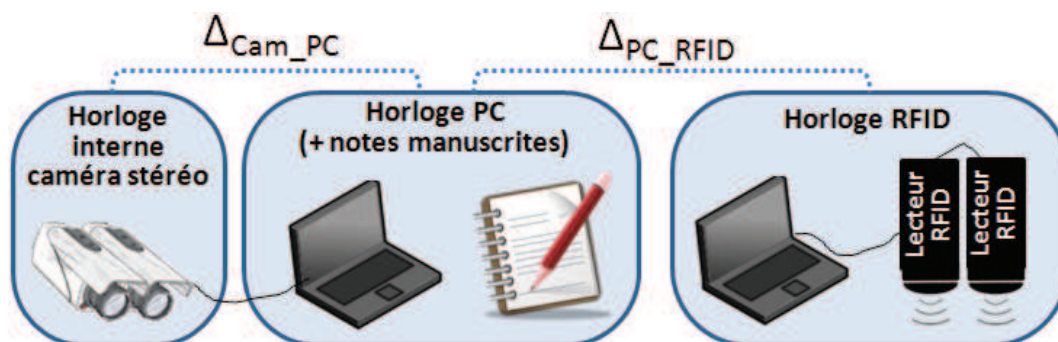 ΔCam_PC
ΔPC_RFID
Horloge
interne
caméra stéréo
Horloge PC
(+ notes manuscrites)
Horloge RFID
Lecteur
RFID
Lecteur
RFID